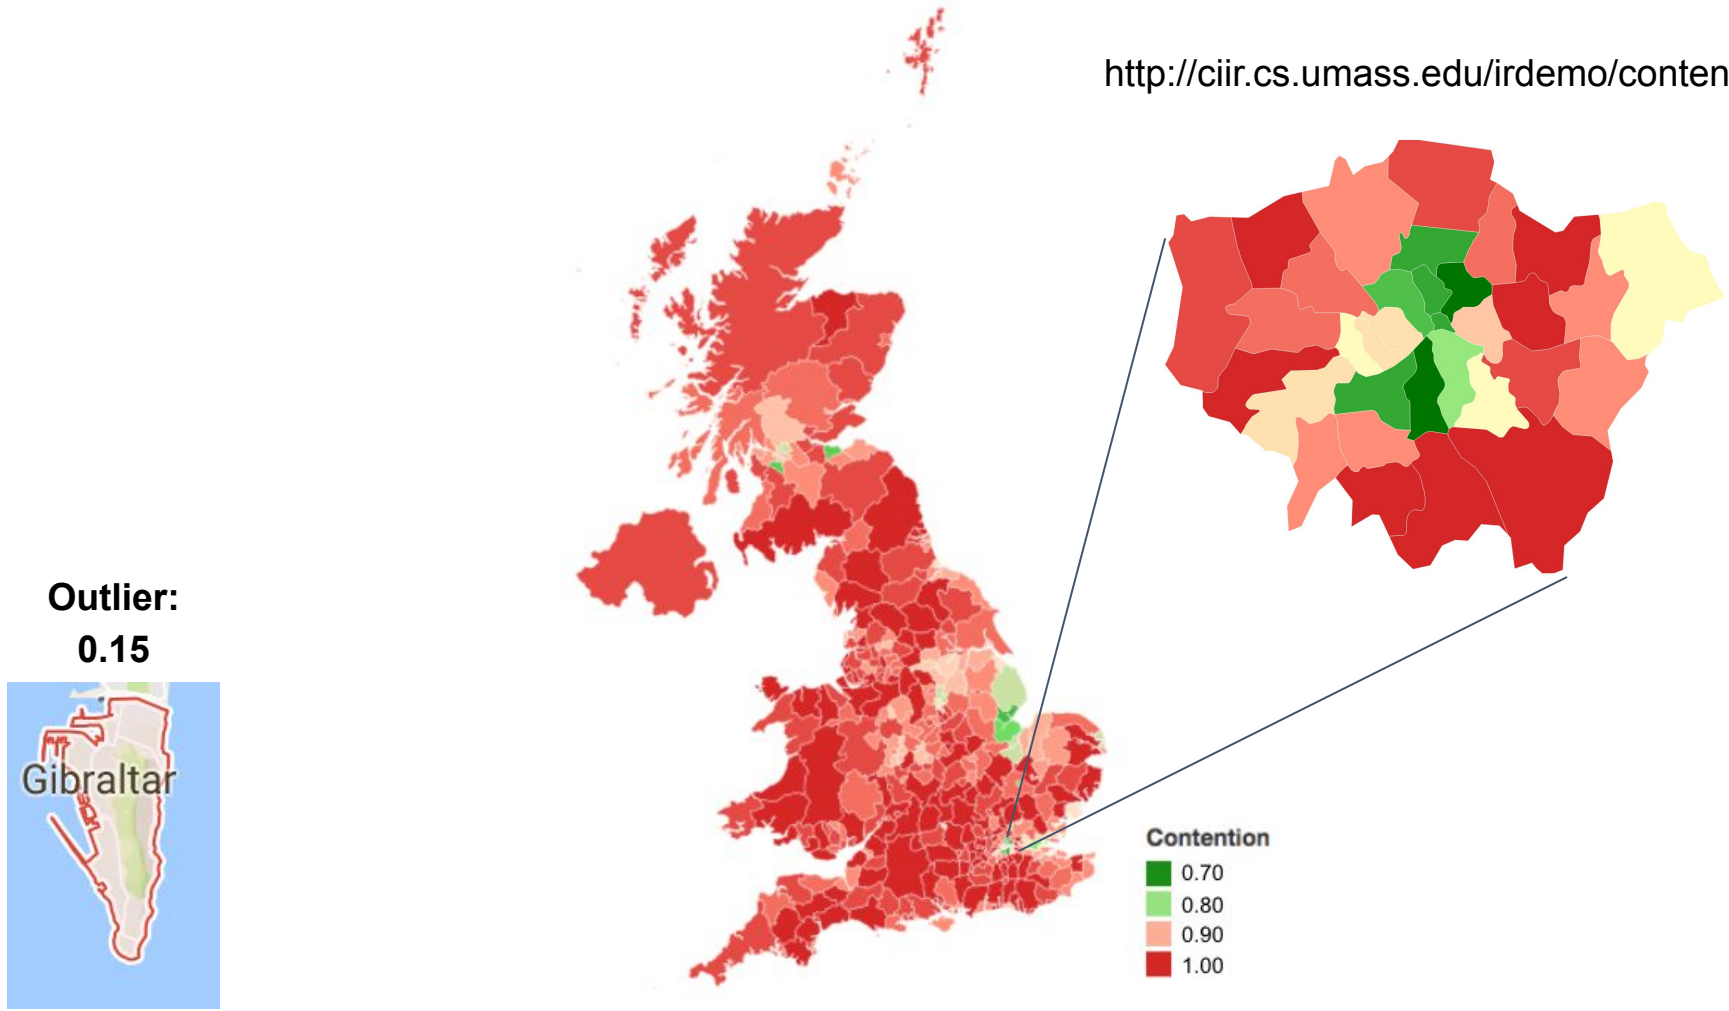 http://ciir.cs.umass.edu/irdemo/conten
Outlier:
0.15
Gibraltar
Contention
0.70
0.80
0.90
1.00